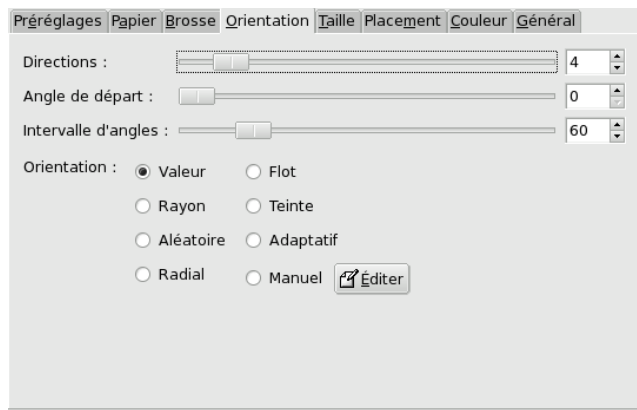 Préréglages Papier Brosse Orientation Taille Placement Couleur Général
Directions : 4
Angle de départ : 0
Intervalle d'angles : 60
Orientation : Valeur Flot
Rayon Teinte
Aléatoire Adaptatif
Radial Manuel Éditer